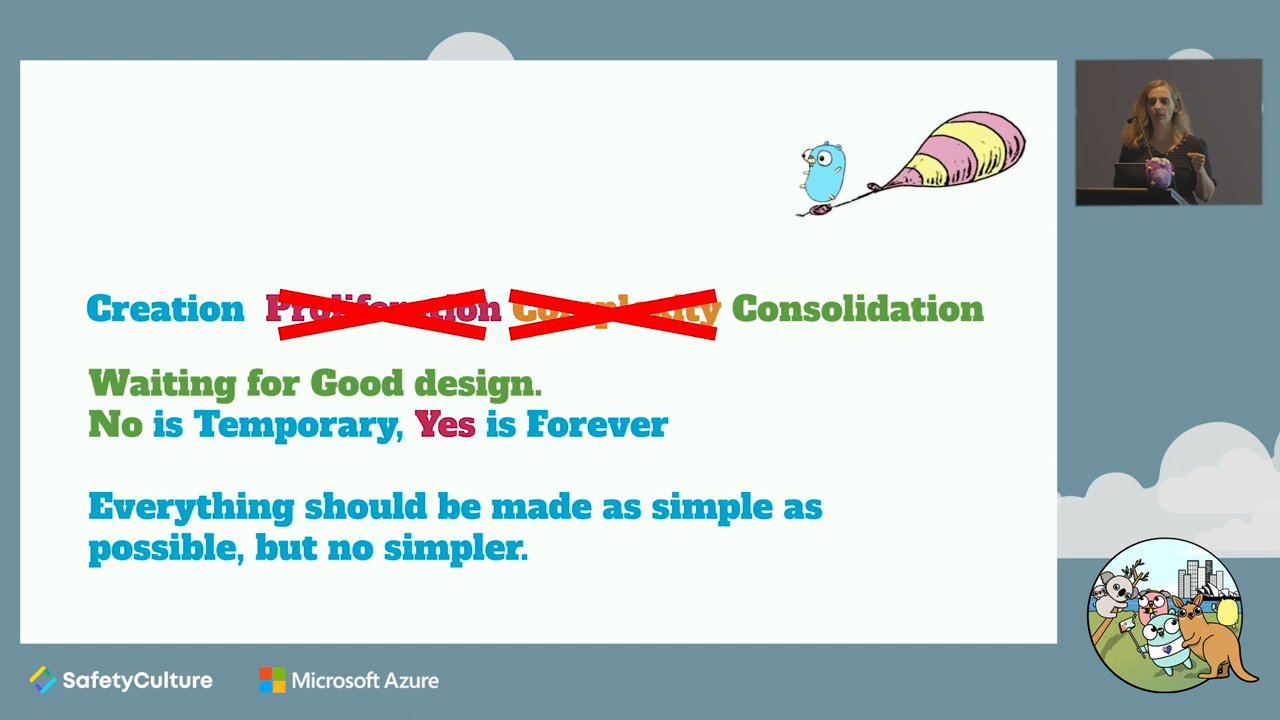 Creation Proliferation Complexity Consolidation
Waiting for Good design.
No is Temporary, Yes is Forever
Everything should be made as simple as
possible, but no simpler.
SafetyCulture
Microsoft Azure